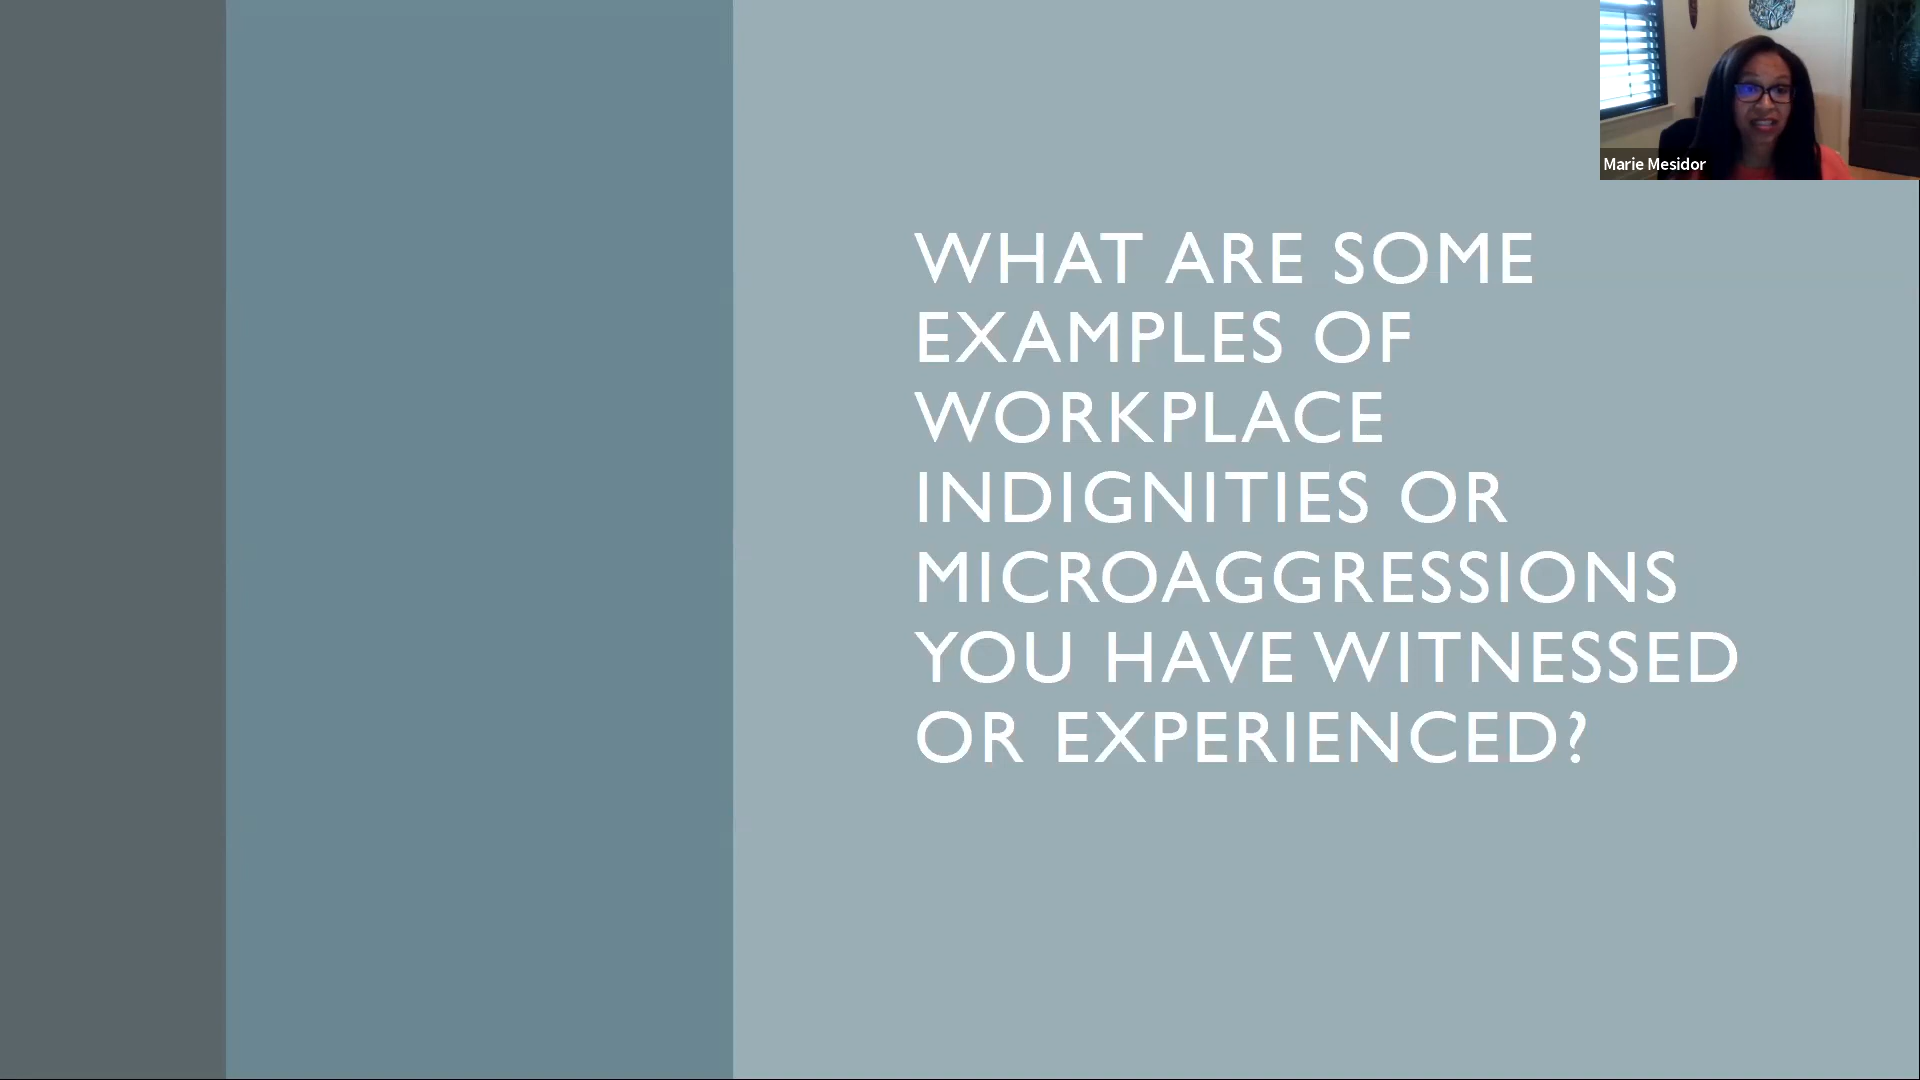 Marie Mesidor
WHAT ARE SOME
EXAMPLES OF
WORKPLACE
INDIGNITIES OR
MICROAGGRESSIONS
YOU HAVE WITNESSED
OR EXPERIENCED?